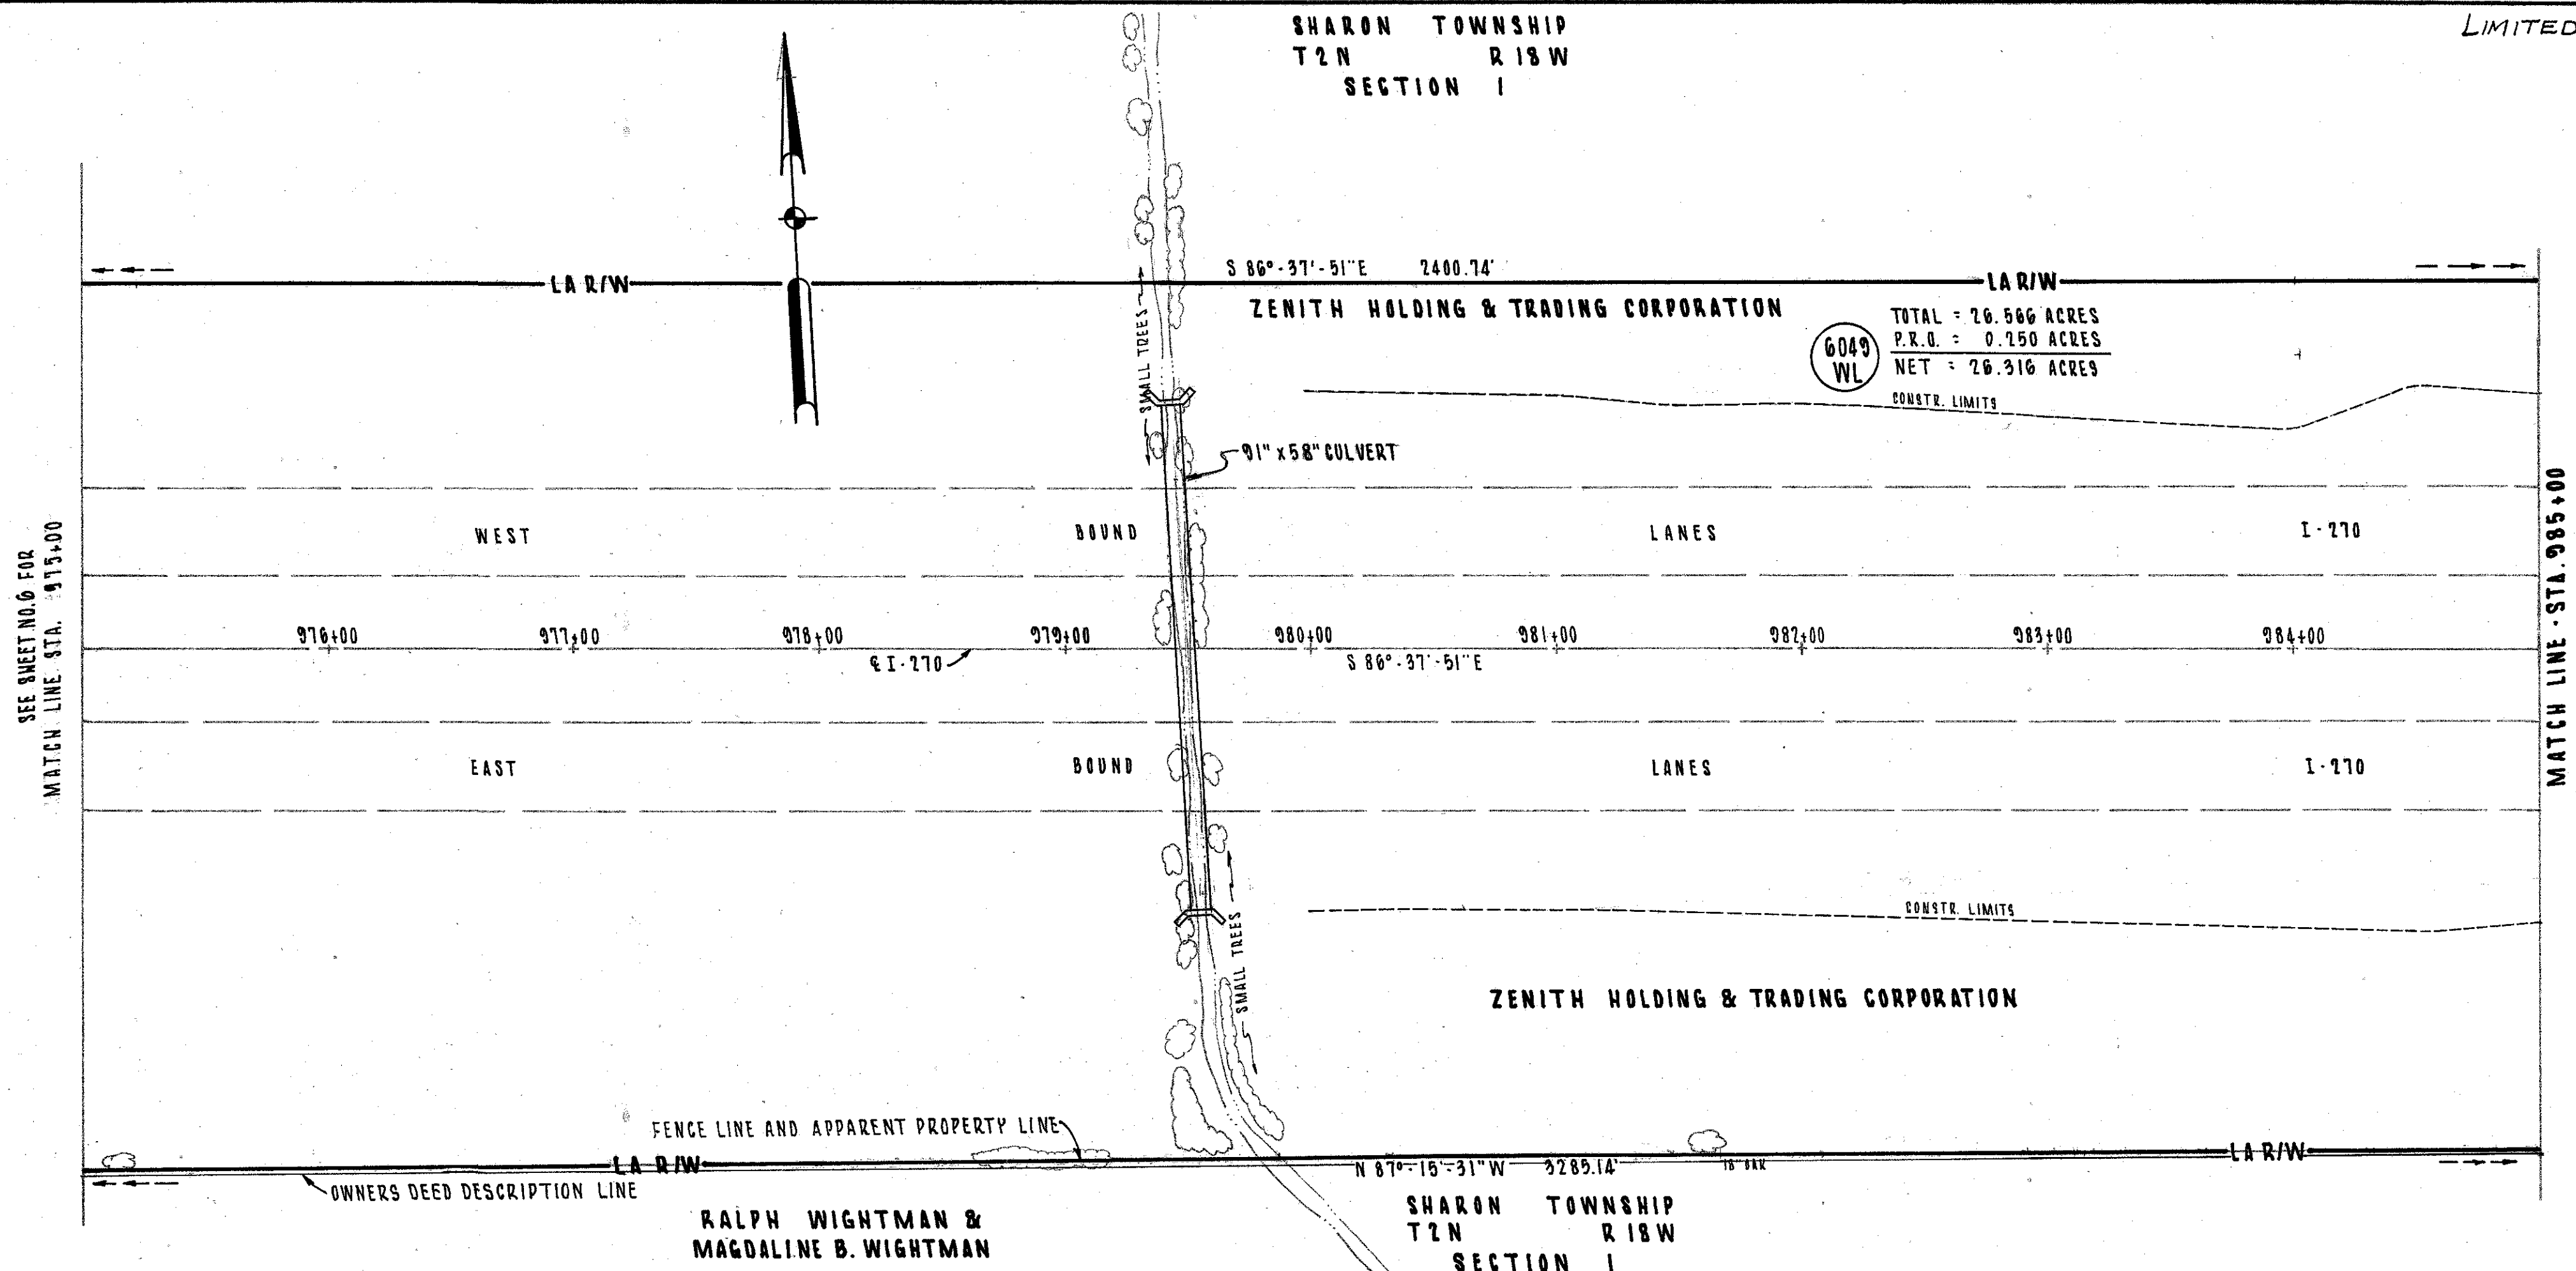 LIMITED
SHARON TOWNSHIP
T2N R18W
SECTION 1
S 86°-37'-51"E 2400.74'
LA R/W
LA R/W
ZENITH HOLDING & TRADING CORPORATION
6049
WL
TOTAL = 26.566 ACRES
P.R.O. = 0.250 ACRES
NET = 26.316 ACRES
CONSTR. LIMITS
SMALL TREES
91" x 58" CULVERT
WEST BOUND LANES I-270
SEE SHEET NO. 6 FOR
MATCH LINE STA. 975+00
MATCH LINE - STA. 985+00
976+00 977+00 978+00 979+00 980+00 981+00 982+00 983+00 984+00
℄ I-270
S 86°-37'-51"E
EAST BOUND LANES I-270
CONSTR. LIMITS
SMALL TREES
ZENITH HOLDING & TRADING CORPORATION
FENCE LINE AND APPARENT PROPERTY LINE
LA R/W
LA R/W
N 87°-15'-31"W 3285.14'
18" OAK
OWNERS DEED DESCRIPTION LINE
RALPH WIGHTMAN &
MAGDALINE B. WIGHTMAN
SHARON TOWNSHIP
T2N R18W
SECTION 1